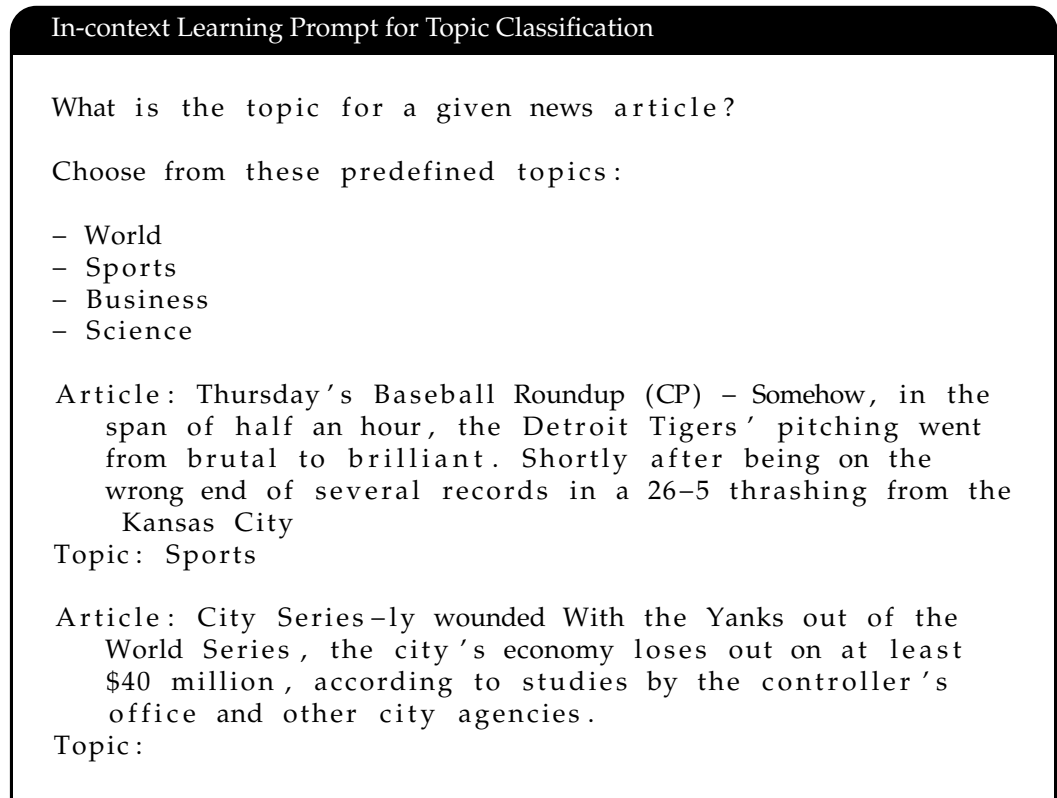 In-context Learning Prompt for Topic Classification
What is the topic for a given news article?
Choose from these predefined topics:
– World
– Sports
– Business
– Science
Article: Thursday's Baseball Roundup (CP) – Somehow, in the
span of half an hour, the Detroit Tigers' pitching went
from brutal to brilliant. Shortly after being on the
wrong end of several records in a 26–5 thrashing from the
Kansas City
Topic: Sports
Article: City Series–ly wounded With the Yanks out of the
World Series, the city's economy loses out on at least
$40 million, according to studies by the controller's
office and other city agencies.
Topic: